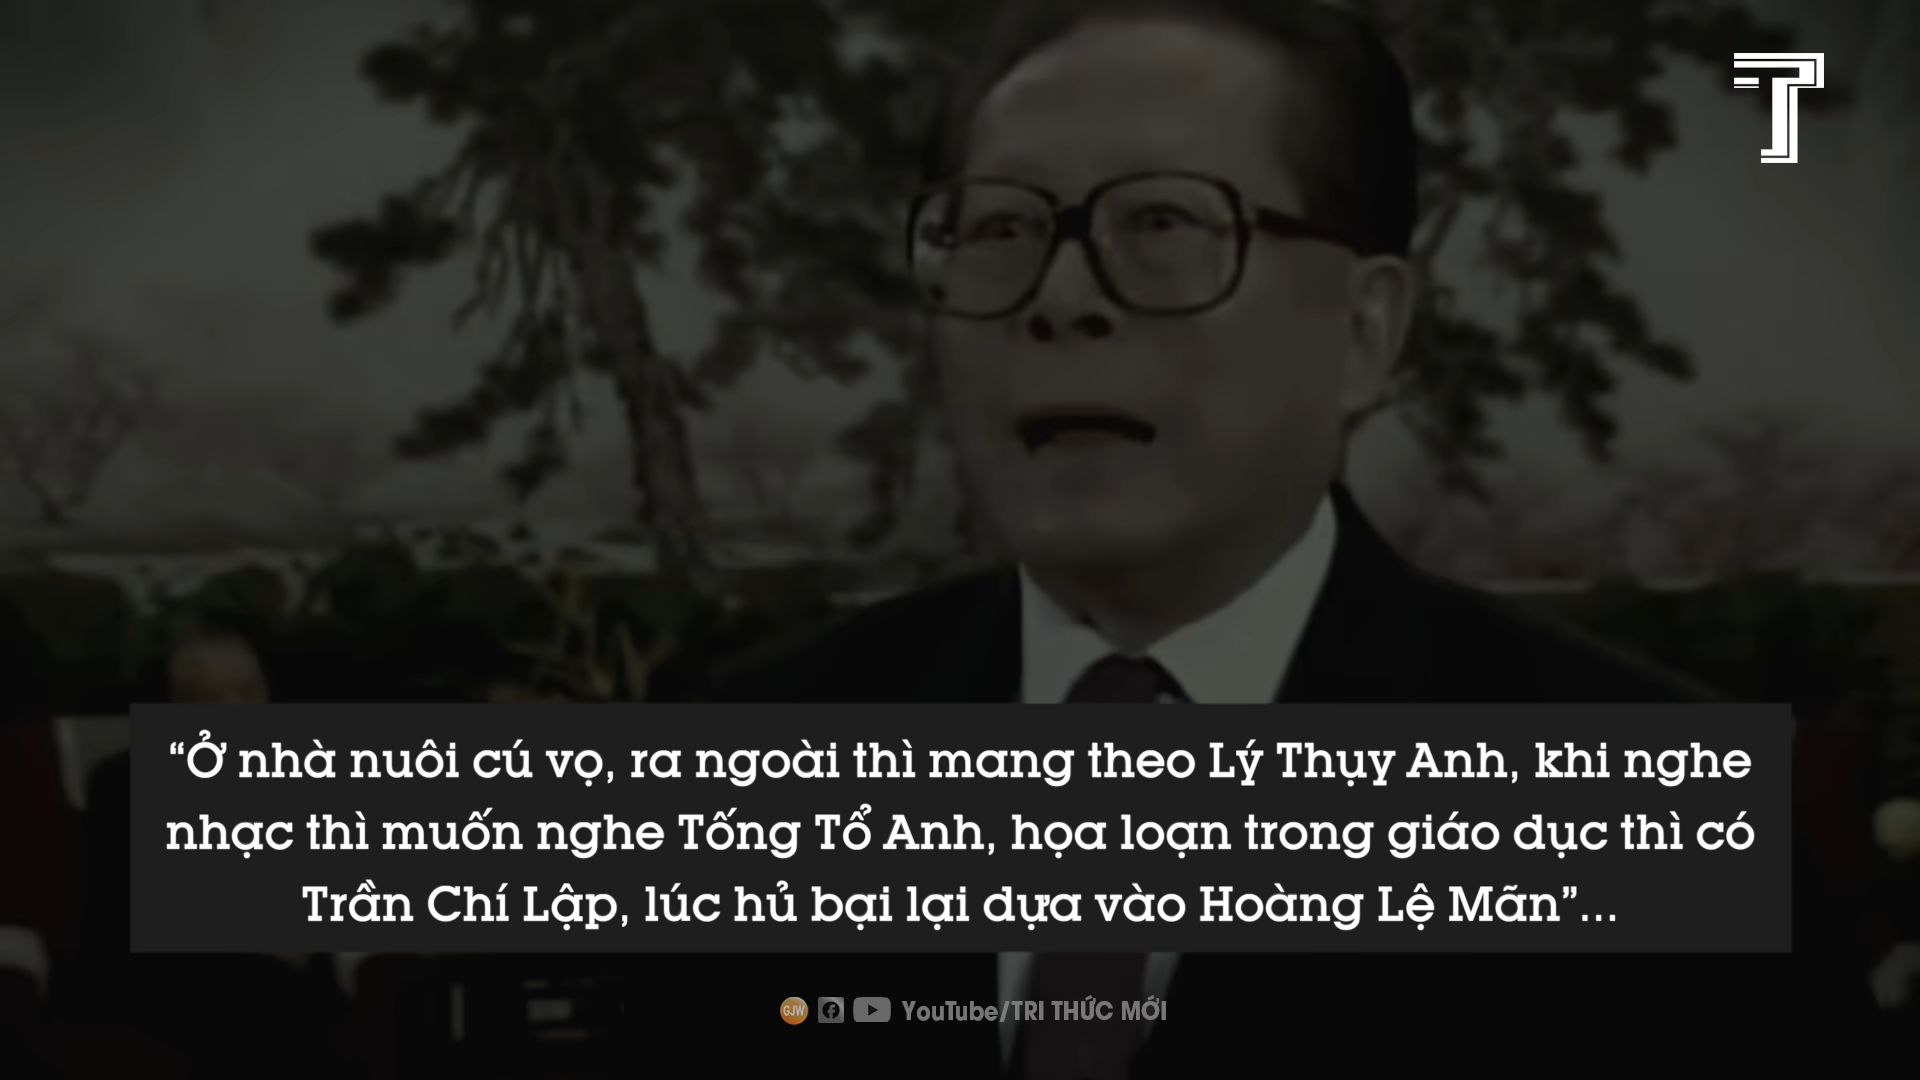 T
“Ở nhà nuôi cú vọ, ra ngoài thì mang theo Lý Thụy Anh, khi nghe
nhạc thì muốn nghe Tống Tổ Anh, họa loạn trong giáo dục thì có
Trần Chí Lập, lúc hủ bại lại dựa vào Hoàng Lệ Mãn”...
GJW YouTube/TRI THỨC MỚI